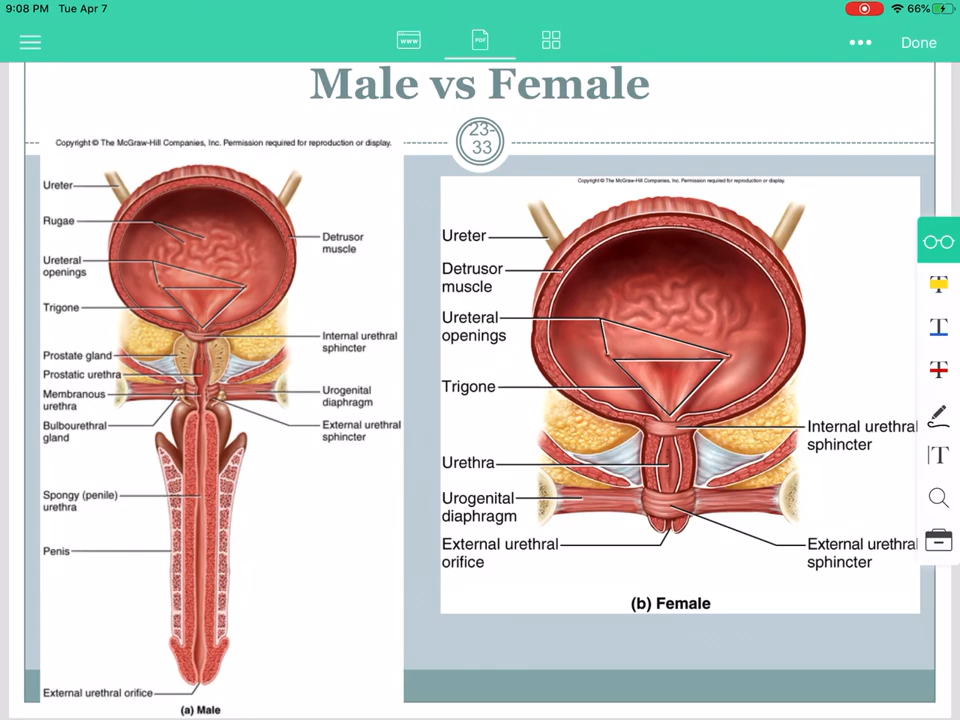 9:08 PM Tue Apr 7
66%
WWW
PDF
Done
Male vs Female
23-
33
Copyright © The McGraw-Hill Companies, Inc. Permission required for reproduction or display.
Ureter
Rugae
Ureteral
openings
Trigone
Prostate gland
Prostatic urethra
Membranous
urethra
Bulbourethral
gland
Spongy (penile)
urethra
Penis
External urethral orifice
Detrusor
muscle
Internal urethral
sphincter
Urogenital
diaphragm
External urethral
sphincter
(a) Male
Copyright © The McGraw-Hill Companies, Inc. Permission required for reproduction or display.
Ureter
Detrusor
muscle
Ureteral
openings
Trigone
Urethra
Urogenital
diaphragm
External urethral
orifice
Internal urethral
sphincter
External urethral
sphincter
(b) Female
T
T
T
T